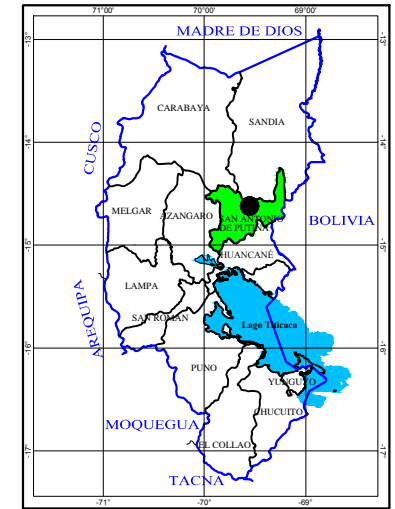 71°00' 70°00' 69°00'
MADRE DE DIOS
-13° -13°
CARABAYA
SANDIA
CUSCO
-14° -14°
MELGAR
AZANGARO
SAN ANTONIO
DE PUTINA
BOLIVIA
-15° -15°
HUANCANÉ
LAMPA
AREQUIPA
SAN ROMAN
Lago Titicaca
-16° -16°
PUNO
YUNGUYO
CHUCUITO
MOQUEGUA
EL COLLAO
-17° -17°
TACNA
-71° -70° -69°